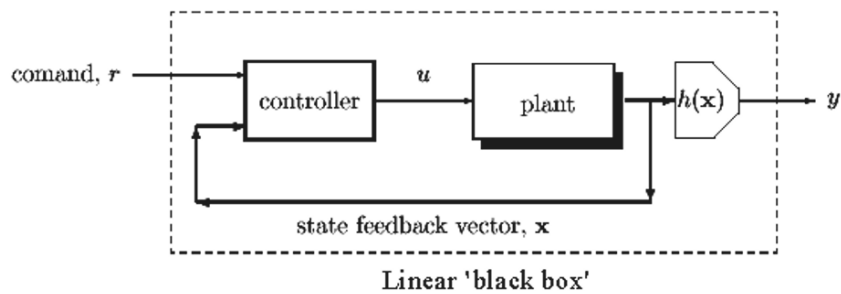 comand, r
controller
u
plant
h(x)
y
state feedback vector, x
Linear 'black box'